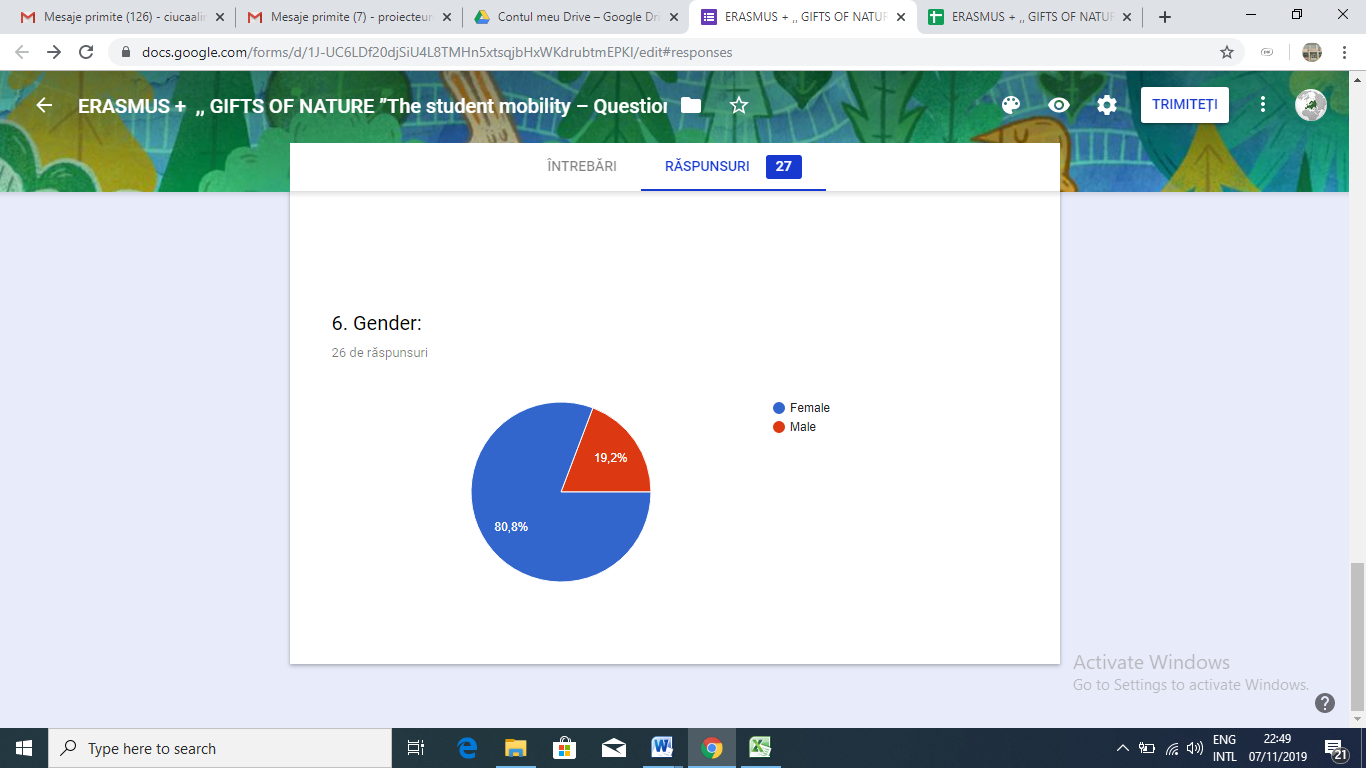 Mesaje primite (126) - ciucaalin
Mesaje primite (7) - proiecteur
Contul meu Drive – Google Dri
ERASMUS + ,, GIFTS OF NATUR
ERASMUS + ,, GIFTS OF NATUR
docs.google.com/forms/d/1J-UC6LDf20djSiU4L8TMHn5xtsqjbHxWKdrubtmEPKI/edit#responses
ERASMUS + ,, GIFTS OF NATURE ”The student mobility – Question
TRIMITEȚI
ÎNTREBĂRI
RĂSPUNSURI 27
6. Gender:
26 de răspunsuri
Female
Male
19,2%
80,8%
Activate Windows
Go to Settings to activate Windows.
Type here to search
ENG
INTL
22:49
07/11/2019
21